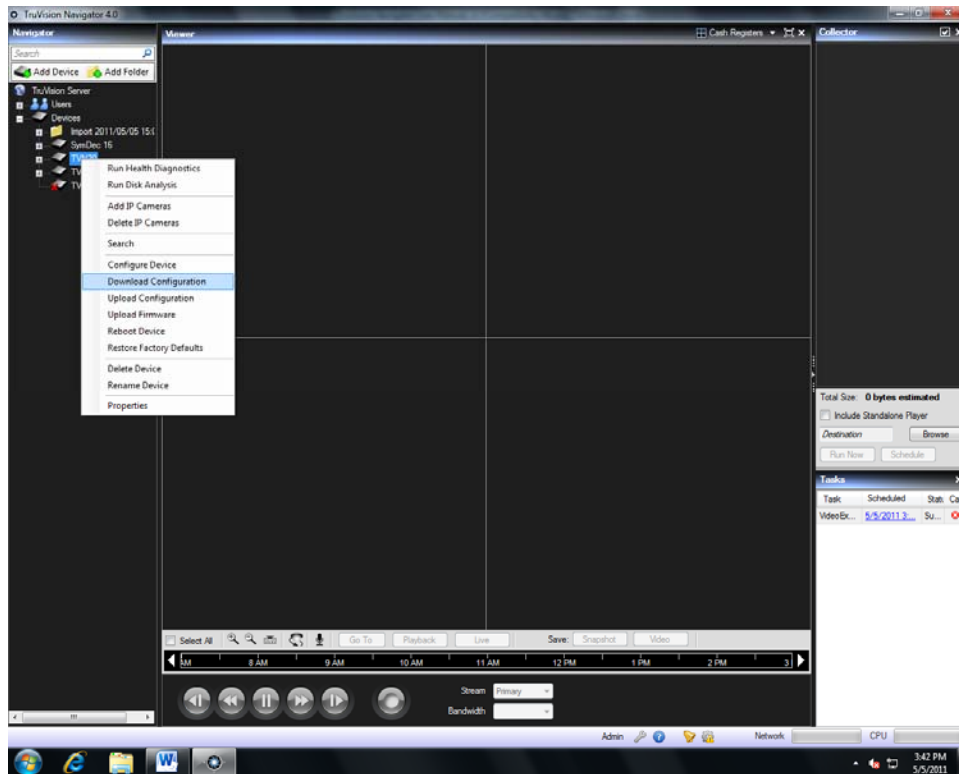 TruVision Navigator 4.0
Navigator
Search
Add Device Add Folder
TruVision Server
Users
Devices
Import 2011/05/05 15:0
SymDec 16
Run Health Diagnostics
Run Disk Analysis
Add IP Cameras
Delete IP Cameras
Search
Configure Device
Download Configuration
Upload Configuration
Upload Firmware
Reboot Device
Restore Factory Defaults
Delete Device
Rename Device
Properties
Viewer
Cash Registers
Select All
Go To Playback Live Save: Snapshot Video
AM 8 AM 9 AM 10 AM 11 AM 12 PM 1 PM 2 PM 3
Stream Primary
Bandwidth
Collector
Total Size: 0 bytes estimated
Include Standalone Player
Destination Browse
Run Now Schedule
Tasks
Task Scheduled Stat Ca
VideoEx... 5/5/2011 3:... Su...
Admin Network CPU
3:42 PM
5/5/2011